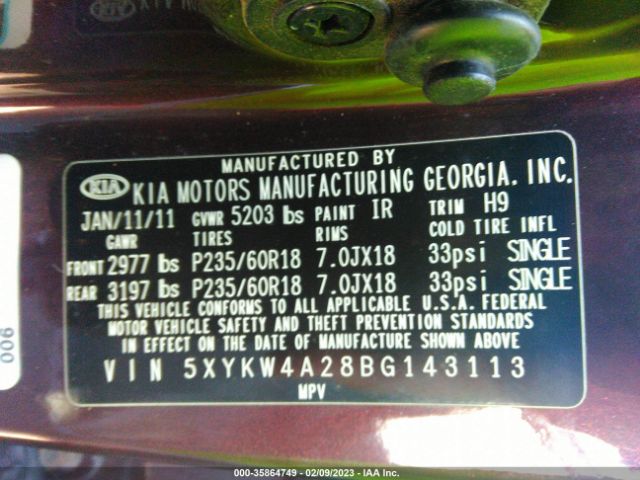 KIA
MANUFACTURED BY
KIA KIA MOTORS MANUFACTURING GEORGIA. INC.
JAN/11/11 GVWR 5203 lbs PAINT IR TRIM H9
GAWR TIRES RIMS COLD TIRE INFL
FRONT 2977 lbs P235/60R18 7.0JX18 33psi SINGLE
REAR 3197 lbs P235/60R18 7.0JX18 33psi SINGLE
THIS VEHICLE CONFORMS TO ALL APPLICABLE U.S.A. FEDERAL
MOTOR VEHICLE SAFETY AND THEFT PREVENTION STANDARDS
IN EFFECT ON THE DATE OF MANUFACTURE SHOWN ABOVE
VIN 5XYKW4A28BG143113
MPV
006
000-35864749 - 02/09/2023 - IAA Inc.